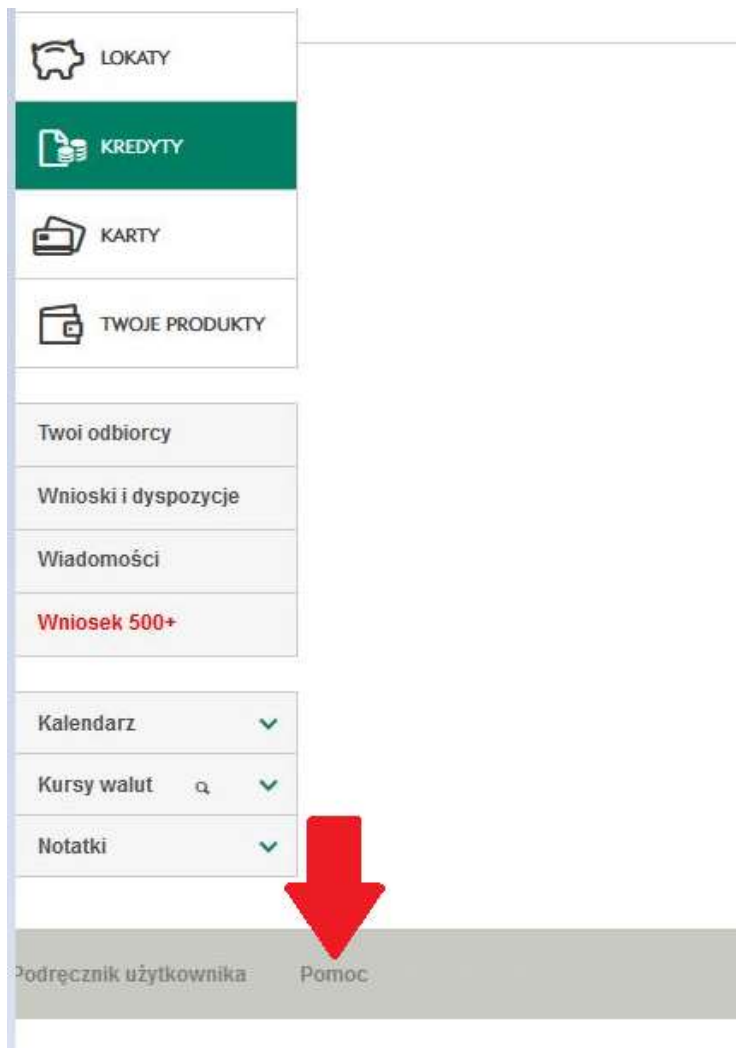 LOKATY
KREDYTY
KARTY
TWOJE PRODUKTY
Twoi odbiorcy
Wnioski i dyspozycje
Wiadomości
Wniosek 500+
Kalendarz
Kursy walut
Notatki
Podręcznik użytkownika Pomoc